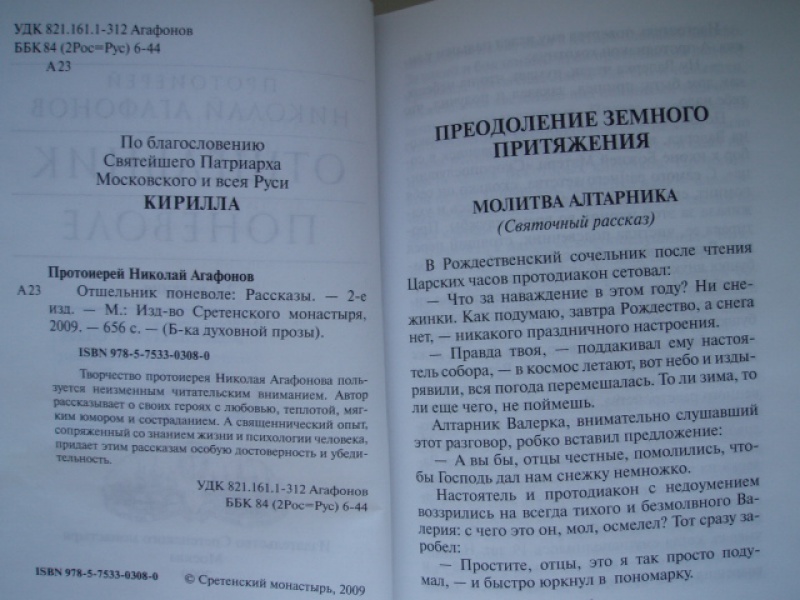 УДК 821.161.1-312 Агафонов
ББК 84 (2Рос=Рус) 6-44
А 23
По благословению
Святейшего Патриарха
Московского и всея Руси
КИРИЛЛА
Протоиерей Николай Агафонов
А 23 Отшельник поневоле: Рассказы. — 2-е
изд. — М.: Изд-во Сретенского монастыря,
2009. — 656 с. — (Б-ка духовной прозы).
ISBN 978-5-7533-0308-0
Творчество протоиерея Николая Агафонова поль-
зуется неизменным читательским вниманием. Автор
рассказывает о своих героях с любовью, теплотой, мяг-
ким юмором и состраданием. А священнический опыт,
сопряженный со знанием жизни и психологии человека,
придает этим рассказам особую достоверность и убеди-
тельность.
УДК 821.161.1-312 Агафонов
ББК 84 (2Рос=Рус) 6-44
ISBN 978-5-7533-0308-0
© Сретенский монастырь, 2009
ПРЕОДОЛЕНИЕ ЗЕМНОГО
ПРИТЯЖЕНИЯ
МОЛИТВА АЛТАРНИКА
(Святочный рассказ)
В Рождественский сочельник после чтения
Царских часов протодиакон сетовал:
— Что за наваждение в этом году? Ни сне-
жинки. Как подумаю, завтра Рождество, а снега
нет, — никакого праздничного настроения.
— Правда твоя, — поддакивал ему настоя-
тель собора, — в космос летают, вот небо и изды-
рявили, вся погода перемешалась. То ли зима, то
ли еще чего, не поймешь.
Алтарник Валерка, внимательно слушавший
этот разговор, робко вставил предложение:
— А вы бы, отцы честные, помолились, что-
бы Господь дал нам снежку немножко.
Настоятель и протодиакон с недоумением
воззрились на всегда тихого и безмолвного Ва-
лерия: с чего это он, мол, осмелел? Тот сразу за-
робел:
— Простите, отцы, это я так просто поду-
мал, — и быстро юркнул в пономарку.